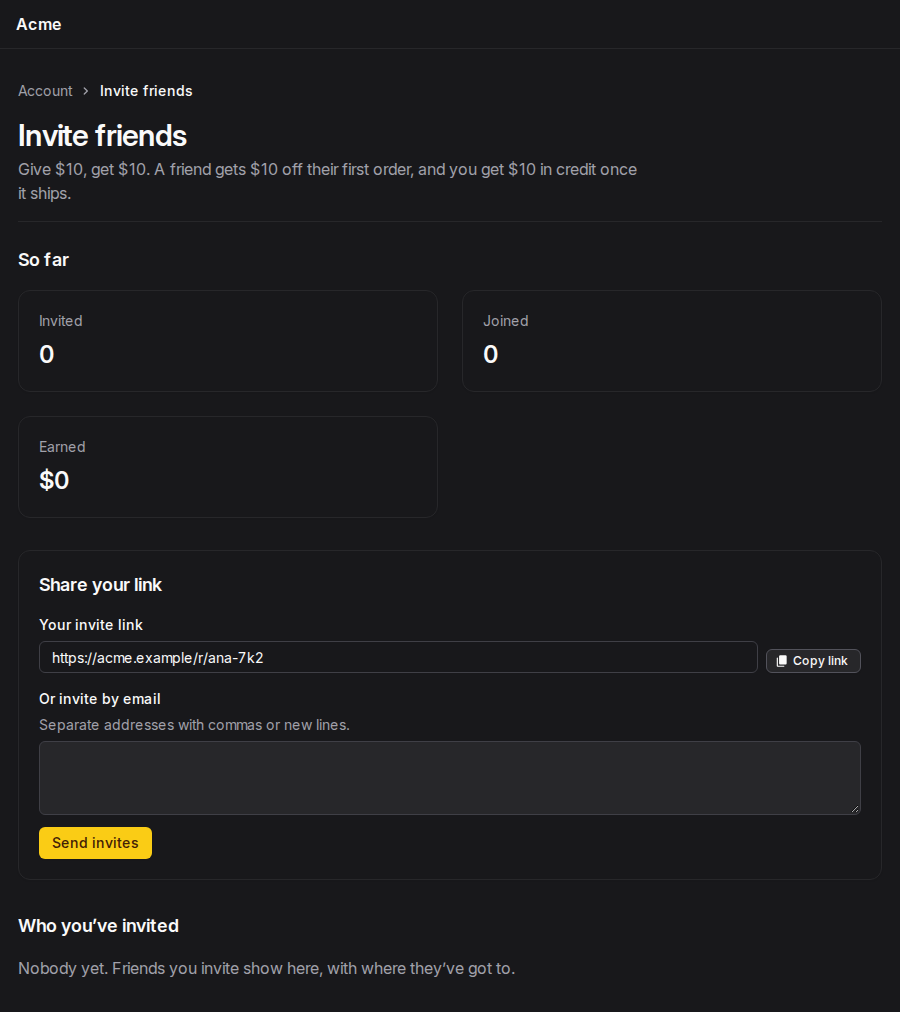 Acme
Account › Invite friends
Invite friends
Give $10, get $10. A friend gets $10 off their first order, and you get $10 in credit once
it ships.
So far
Invited
0
Joined
0
Earned
$0
Share your link
Your invite link
https://acme.example/r/ana-7k2
Copy link
Or invite by email
Separate addresses with commas or new lines.
Send invites
Who you’ve invited
Nobody yet. Friends you invite show here, with where they’ve got to.